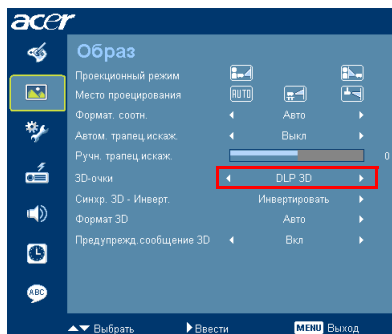 acer
Образ
Проекционный режим
Место проецирования AUTO
Формат. соотн. Авто
Автом. трапец.искаж. Выкл
Ручн. трапец.искаж. 0
3D-очки DLP 3D
Синхр. 3D - Инверт. Инвертировать
Формат 3D Авто
Предупрежд.сообщение 3D Вкл
ABC
Выбрать Ввести MENU Выход